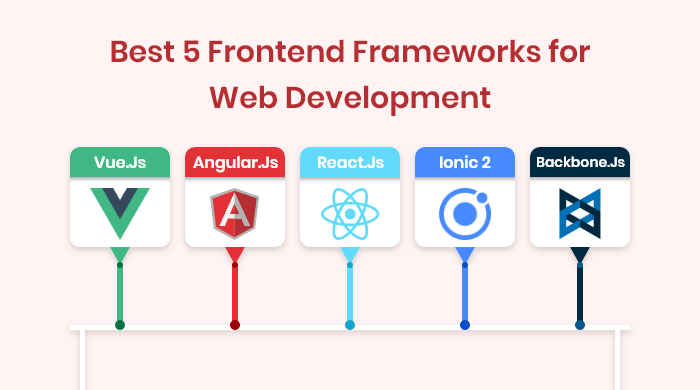 Best 5 Frontend Frameworks for
Web Development
Vue.Js
Angular.Js
React.Js
Ionic 2
Backbone.Js
A